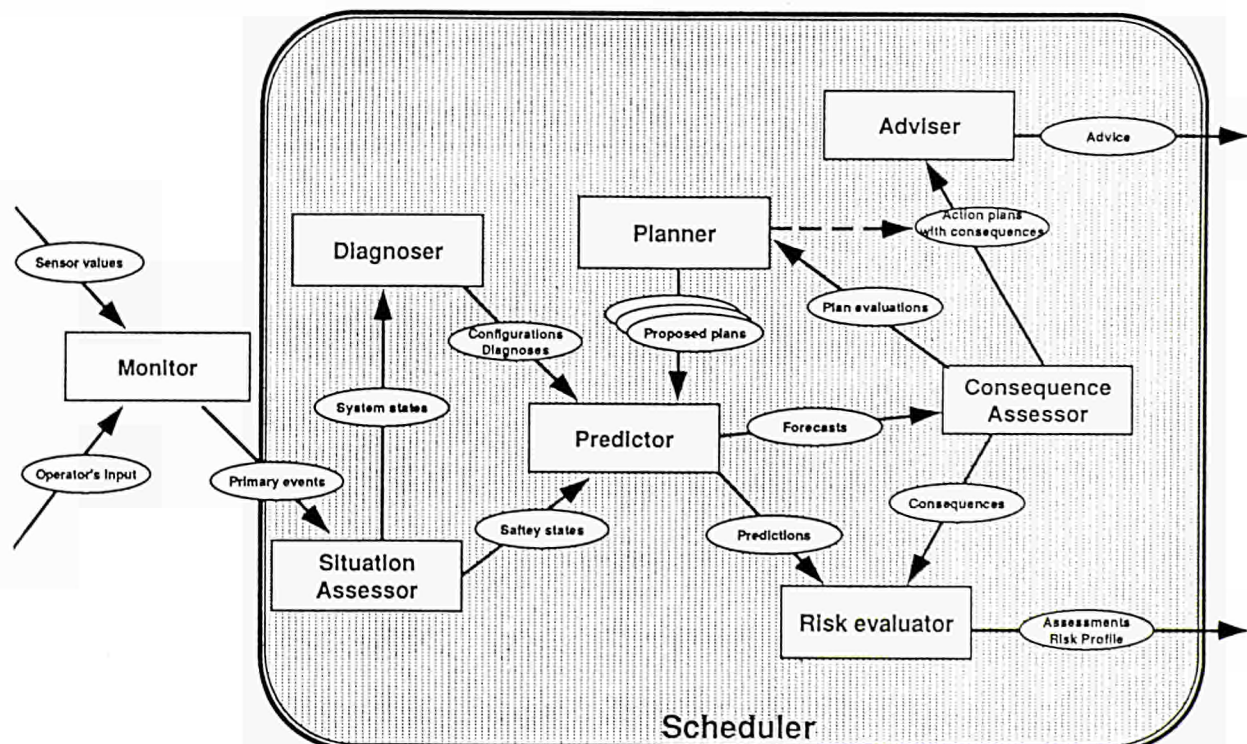 Adviser
Advice
Sensor values
Diagnoser
Planner
Action plans
with consequences
Monitor
Configurations
Diagnoses
Proposed plans
Plan evaluations
Consequence
Assessor
System states
Predictor
Forecasts
Operator's Input
Primary events
Saftey states
Predictions
Consequences
Situation
Assessor
Risk evaluator
Assessments
Risk Profile
Scheduler